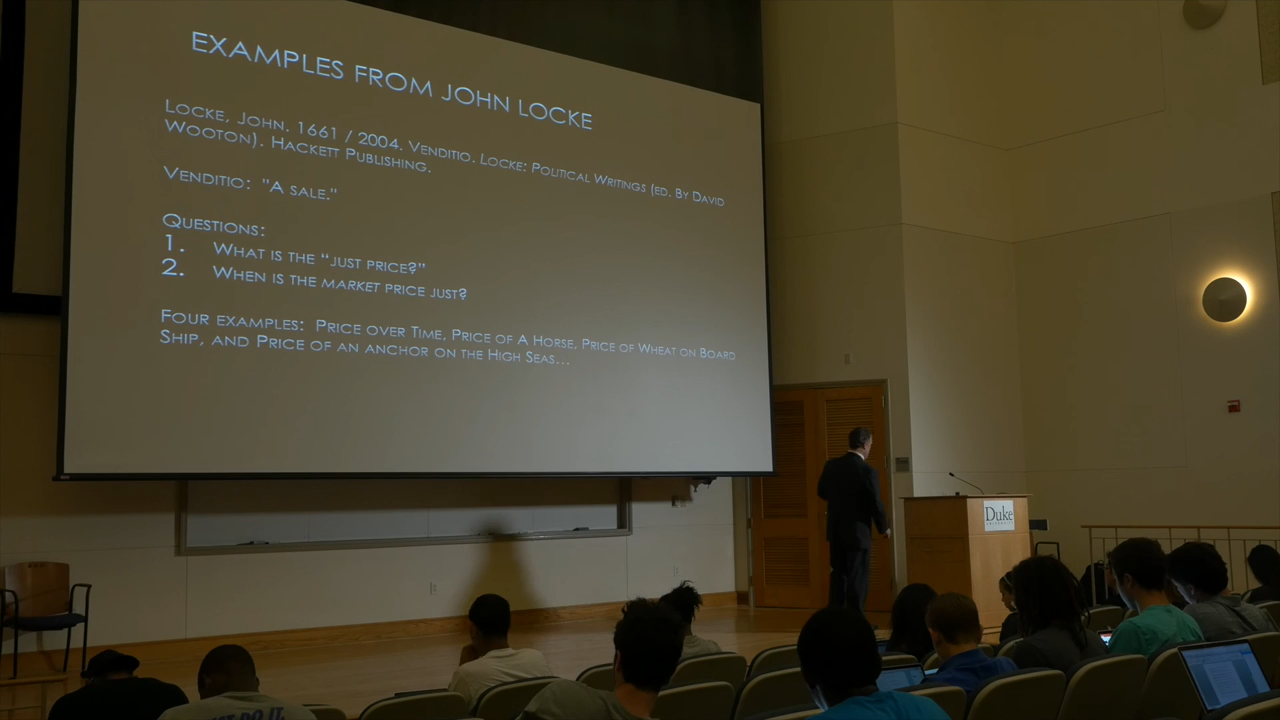 EXAMPLES FROM JOHN LOCKE
LOCKE, JOHN. 1661 / 2004. VENDITIO. LOCKE: POLITICAL WRITINGS (ED. BY DAVID
WOOTON). HACKETT PUBLISHING.
VENDITIO: "A SALE."
QUESTIONS:
1. WHAT IS THE “JUST PRICE?”
2. WHEN IS THE MARKET PRICE JUST?
FOUR EXAMPLES: PRICE OVER TIME, PRICE OF A HORSE, PRICE OF WHEAT ON BOARD
SHIP, AND PRICE OF AN ANCHOR ON THE HIGH SEAS...
Duke
UNIVERSITY
DO IT.